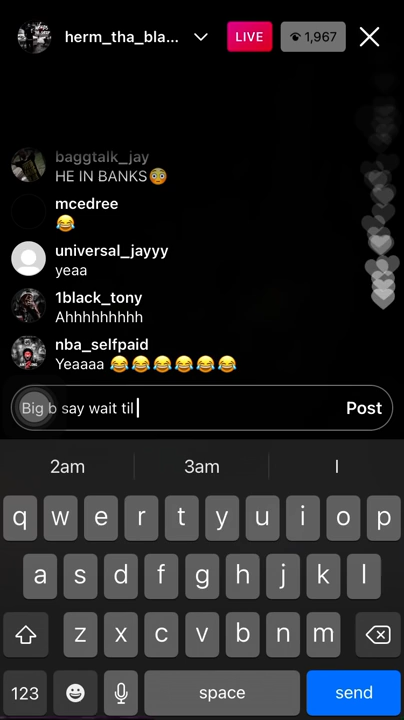 herm_tha_bla... LIVE 1,967
baggtalk_jay
HE IN BANKS😳
mcedree
😂
universal_jayyy
yeaa
1black_tony
Ahhhhhhhhh
nba_selfpaid
Yeaaaa 😂😂😂😂😂😂
Big b say wait til Post
2am 3am I
q w e r t y u i o p
a s d f g h j k l
z x c v b n m
123 space send